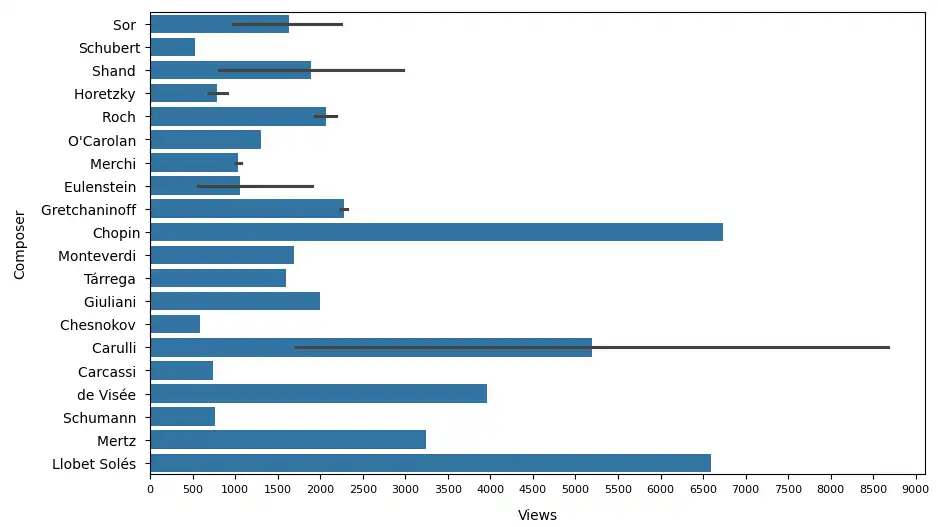 Sor
Schubert
Shand
Horetzky
Roch
O'Carolan
Merchi
Eulenstein
Gretchaninoff
Chopin
Monteverdi
Tárrega
Giuliani
Chesnokov
Carulli
Carcassi
de Visée
Schumann
Mertz
Llobet Solés
Composer
0 500 1000 1500 2000 2500 3000 3500 4000 4500 5000 5500 6000 6500 7000 7500 8000 8500 9000
Views